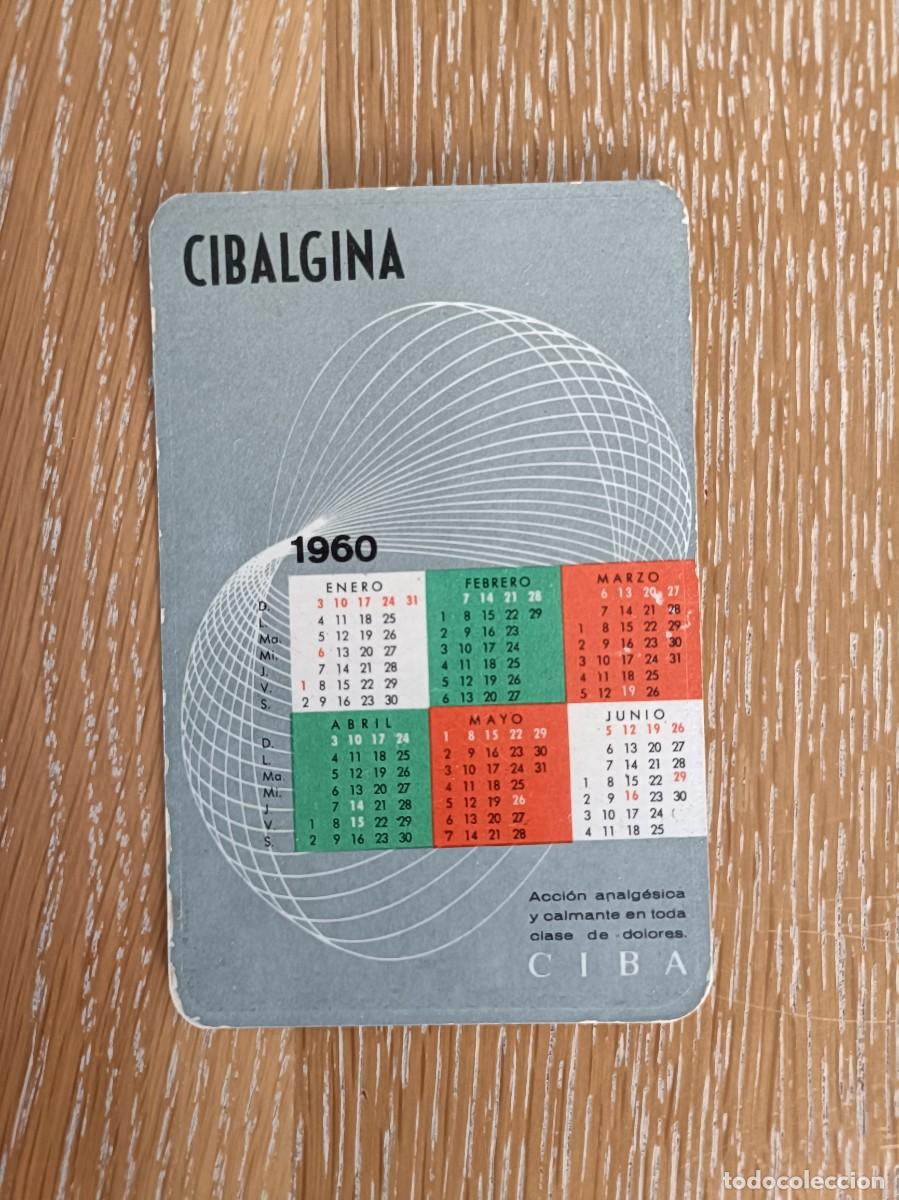 CIBALGINA
1960
ENERO FEBRERO MARZO
D. 3 10 17 24 31 7 14 21 28 6 13 20 27
L. 4 11 18 25 1 8 15 22 29 7 14 21 28
Ma. 5 12 19 26 2 9 16 23 1 8 15 22 29
Mi. 6 13 20 27 3 10 17 24 2 9 16 23 30
J. 7 14 21 28 4 11 18 25 3 10 17 24 31
V. 1 8 15 22 29 5 12 19 26 4 11 18 25
S. 2 9 16 23 30 6 13 20 27 5 12 19 26
ABRIL MAYO JUNIO
D. 3 10 17 24 1 8 15 22 29 5 12 19 26
L. 4 11 18 25 2 9 16 23 30 6 13 20 27
Ma. 5 12 19 26 3 10 17 24 31 7 14 21 28
Mi. 6 13 20 27 4 11 18 25 1 8 15 22 29
J. 7 14 21 28 5 12 19 26 2 9 16 23 30
V. 1 8 15 22 29 6 13 20 27 3 10 17 24
S. 2 9 16 23 30 7 14 21 28 4 11 18 25
Acción analgésica
y calmante en toda
clase de dolores.
CIBA
todocoleccion